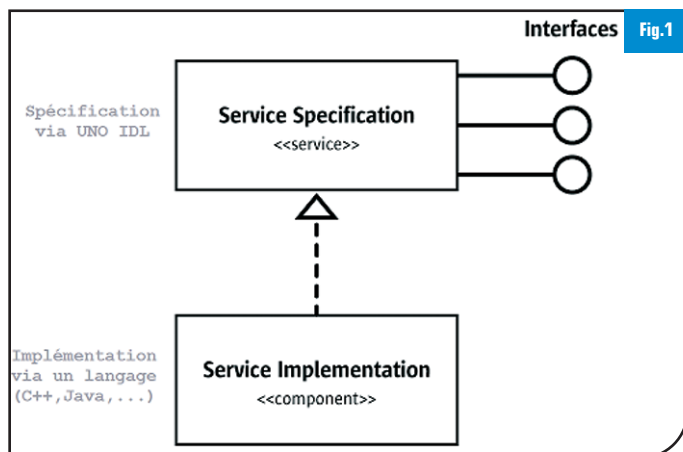 Interfaces
Fig.1
Spécification
via UNO IDL
Service Specification
<<service>>
Implémentation
via un langage
(C++,Java,...)
Service Implementation
<<component>>